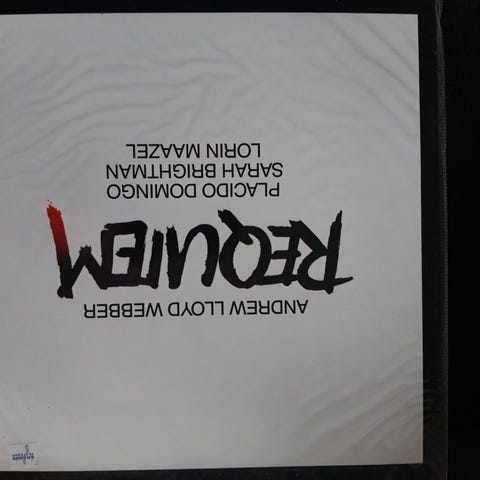 ANDREW LLOYD WEBBER
REQUIEM
PLACIDO DOMINGO
SARAH BRIGHTMAN
LORIN MAAZEL